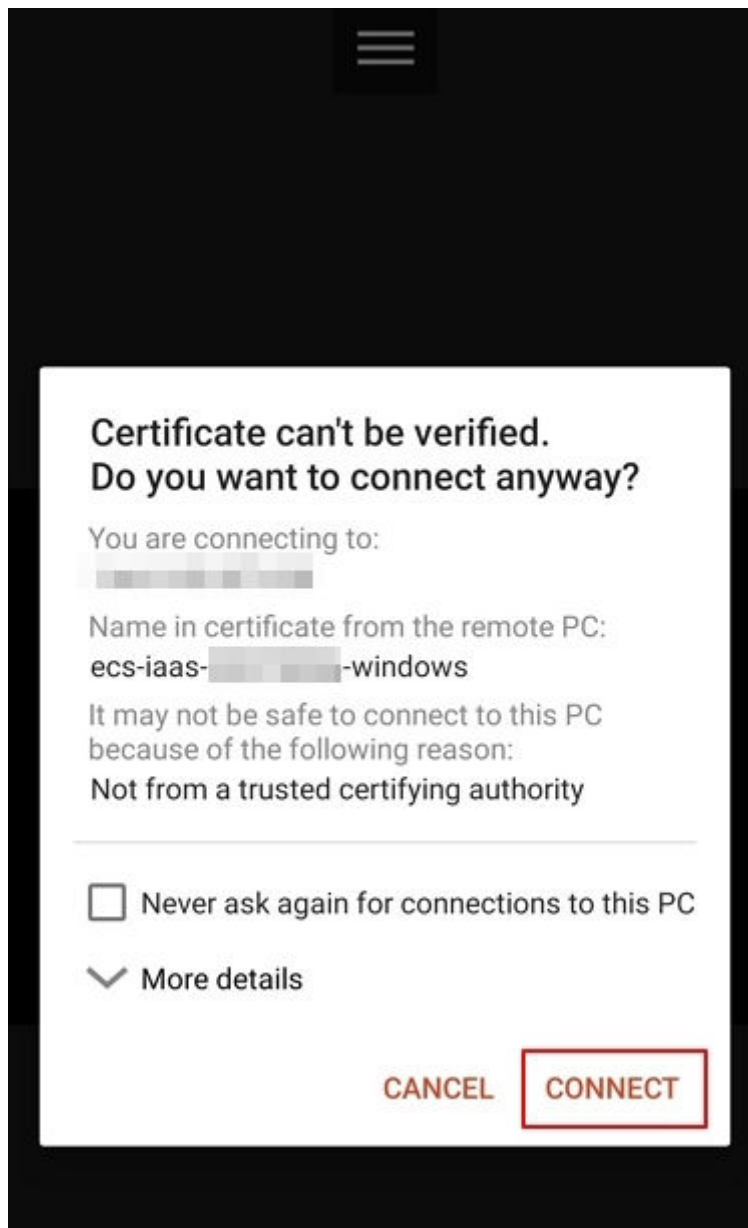 Certificate can't be verified.
Do you want to connect anyway?
You are connecting to:
Name in certificate from the remote PC:
ecs-iaas- -windows
It may not be safe to connect to this PC
because of the following reason:
Not from a trusted certifying authority
Never ask again for connections to this PC
More details
CANCEL CONNECT